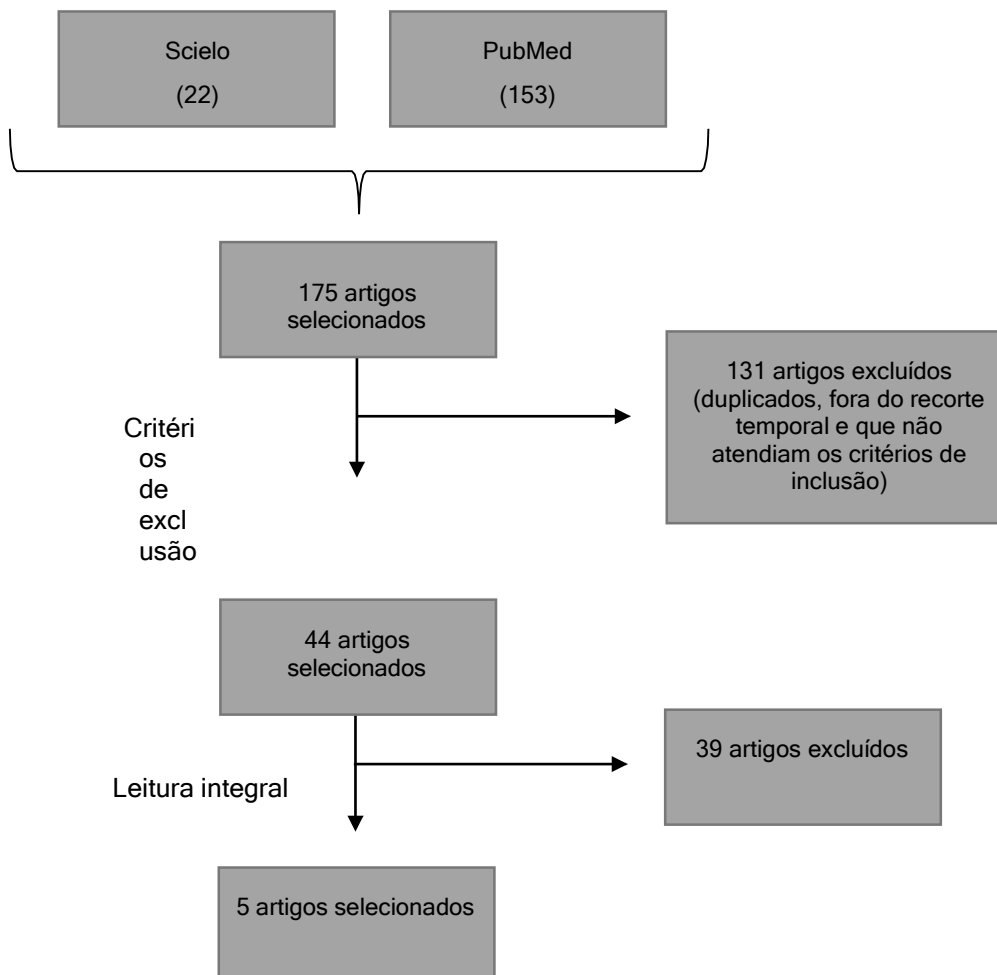 Scielo
(22)
PubMed
(153)
175 artigos
selecionados
131 artigos excluídos
(duplicados, fora do recorte
temporal e que não
atendiam os critérios de
inclusão)
Critéri
os
de
excl
usão
44 artigos
selecionados
39 artigos excluídos
Leitura integral
5 artigos selecionados